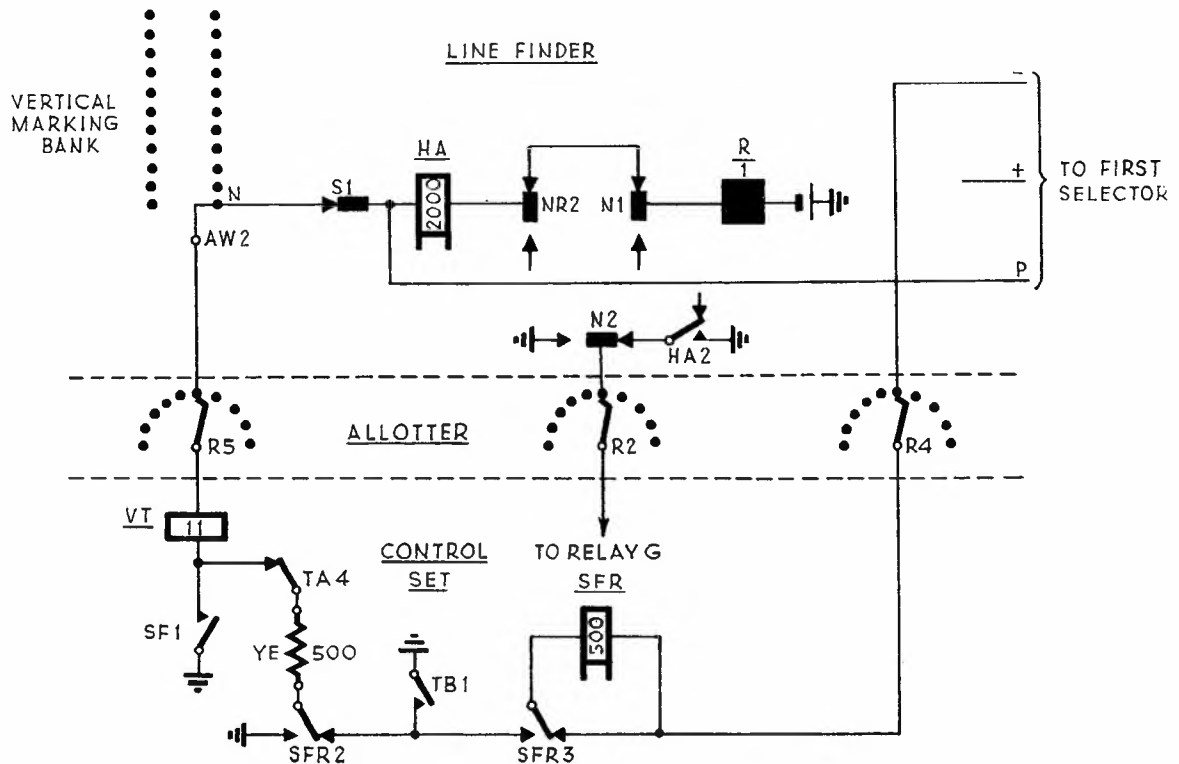 LINE FINDER
VERTICAL
MARKING
BANK
N
AW2
S1
HA
2000
NR2
N1
R
1
-
+
P
TO FIRST
SELECTOR
N2
HA2
ALLOTTER
R5
R2
R4
VT
11
CONTROL
SET
TO RELAY G
SFR
500
TA4
SF1
YE
500
TB1
SFR2
SFR3